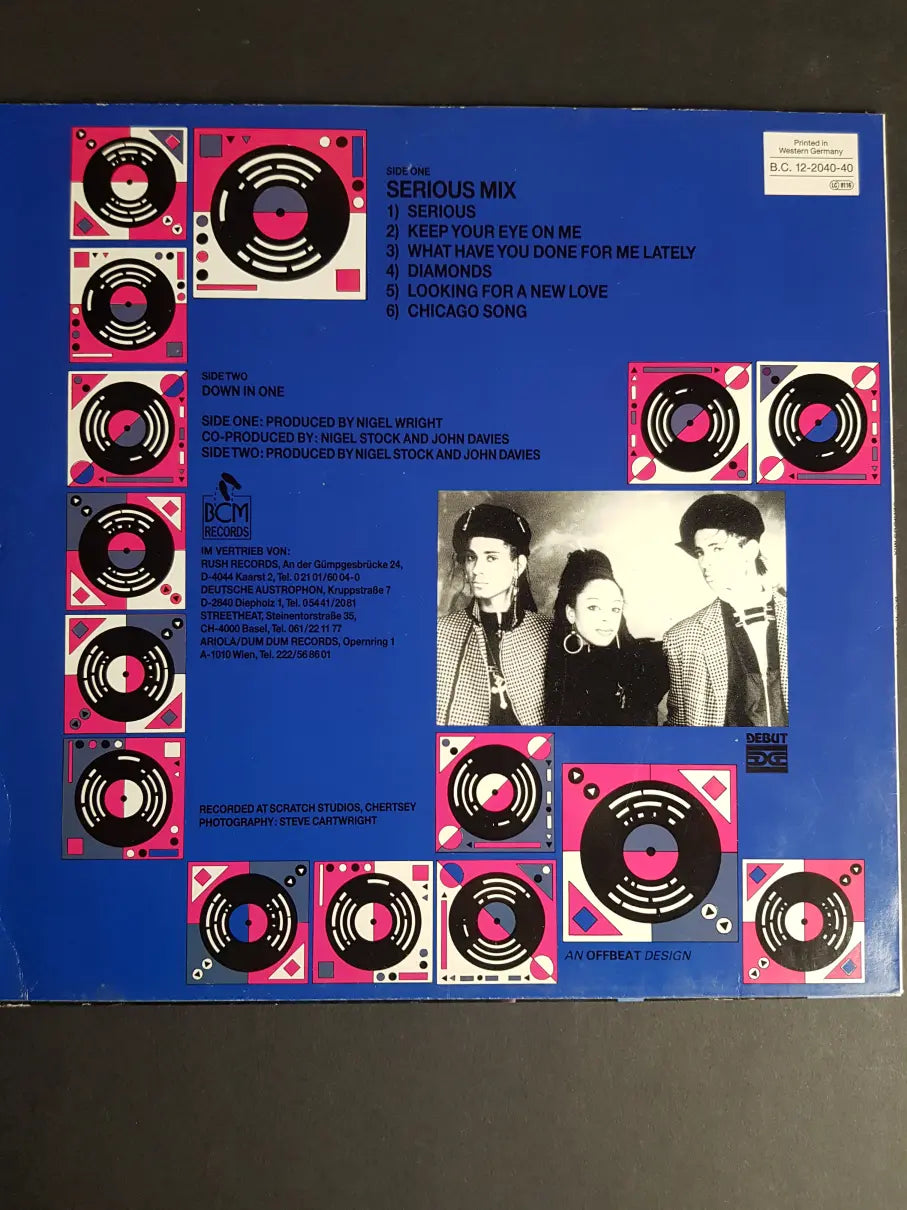 Printed in
Western Germany
B.C. 12-2040-40
LC 8116
SIDE ONE
SERIOUS MIX
1) SERIOUS
2) KEEP YOUR EYE ON ME
3) WHAT HAVE YOU DONE FOR ME LATELY
4) DIAMONDS
5) LOOKING FOR A NEW LOVE
6) CHICAGO SONG
SIDE TWO
DOWN IN ONE
SIDE ONE: PRODUCED BY NIGEL WRIGHT
CO-PRODUCED BY: NIGEL STOCK AND JOHN DAVIES
SIDE TWO: PRODUCED BY NIGEL STOCK AND JOHN DAVIES
BCM
RECORDS
IM VERTRIEB VON:
RUSH RECORDS, An der Gümpgesbrücke 24,
D-4044 Kaarst 2, Tel. 0 21 01/60 04-0
DEUTSCHE AUSTROPHON, Kruppstraße 7
D-2840 Diepholz 1, Tel. 0 54 41/20 81
STREETHEAT, Steinentorstraße 35,
CH-4000 Basel, Tel. 061/22 11 77
ARIOLA/DUM DUM RECORDS, Opernring 1
A-1010 Wien, Tel. 222/56 86 01
DEBUT
RECORDED AT SCRATCH STUDIOS, CHERTSEY
PHOTOGRAPHY: STEVE CARTWRIGHT
AN OFFBEAT DESIGN